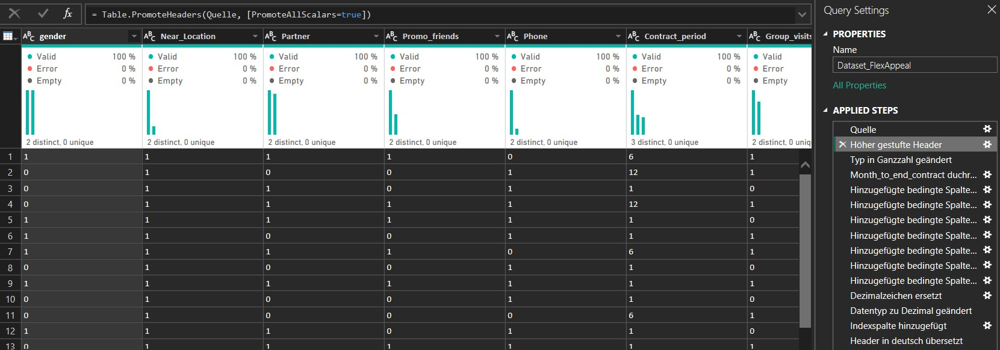 = Table.PromoteHeaders(Quelle, [PromoteAllScalars=true])
gender Near_Location Partner Promo_friends Phone Contract_period Group_visits
Valid 100 % Valid 100 % Valid 100 % Valid 100 % Valid 100 % Valid 100 % Valid
Error 0 % Error 0 % Error 0 % Error 0 % Error 0 % Error 0 % Error
Empty 0 % Empty 0 % Empty 0 % Empty 0 % Empty 0 % Empty 0 % Empty
2 distinct, 0 unique 2 distinct, 0 unique 2 distinct, 0 unique 2 distinct, 0 unique 2 distinct, 0 unique 3 distinct, 0 unique 2 distinct, 0 uniq
1 1 1 1 1 0 6 1
2 0 1 0 0 1 12 1
3 0 1 1 0 1 1 0
4 0 1 1 1 1 12 1
5 1 1 1 1 1 1 0
6 1 1 0 0 1 1 1
7 1 1 1 1 0 6 1
8 0 1 0 0 1 1 0
9 1 1 1 1 1 1 1
10 0 1 0 0 1 1 0
11 0 1 0 0 0 6 1
12 1 1 1 0 1 1 0
13 0 1 1 1 1 1 0
Query Settings
PROPERTIES
Name
Dataset_FlexAppeal
All Properties
APPLIED STEPS
Quelle
Höher gestufte Header
Typ in Ganzzahl geändert
Month_to_end_contract duchr...
Hinzugefügte bedingte Spalte...
Hinzugefügte bedingte Spalte...
Hinzugefügte bedingte Spalte...
Hinzugefügte bedingte Spalte...
Hinzugefügte bedingte Spalte...
Hinzugefügte bedingte Spalte...
Hinzugefügte bedingte Spalte...
Dezimalzeichen ersetzt
Datentyp zu Dezimal geändert
Indexspalte hinzugefügt
Header in deutsch übersetzt